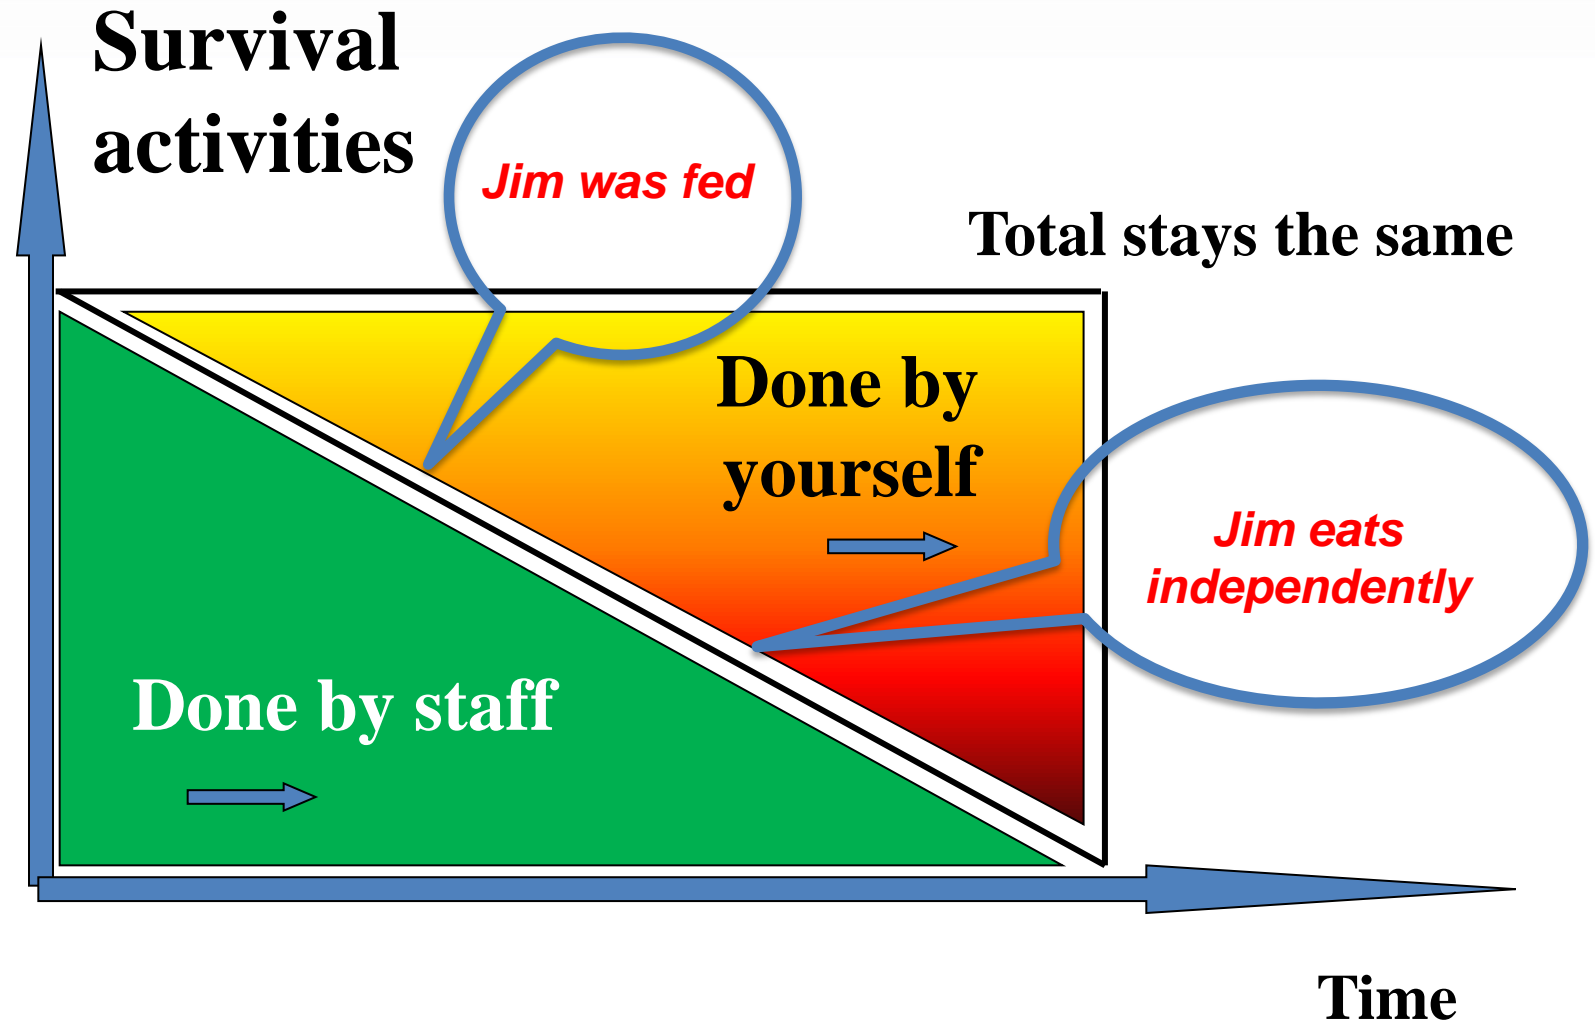 Survival
activities
Jim was fed
Total stays the same
Done by
yourself
Jim eats
independently
Done by staff
Time